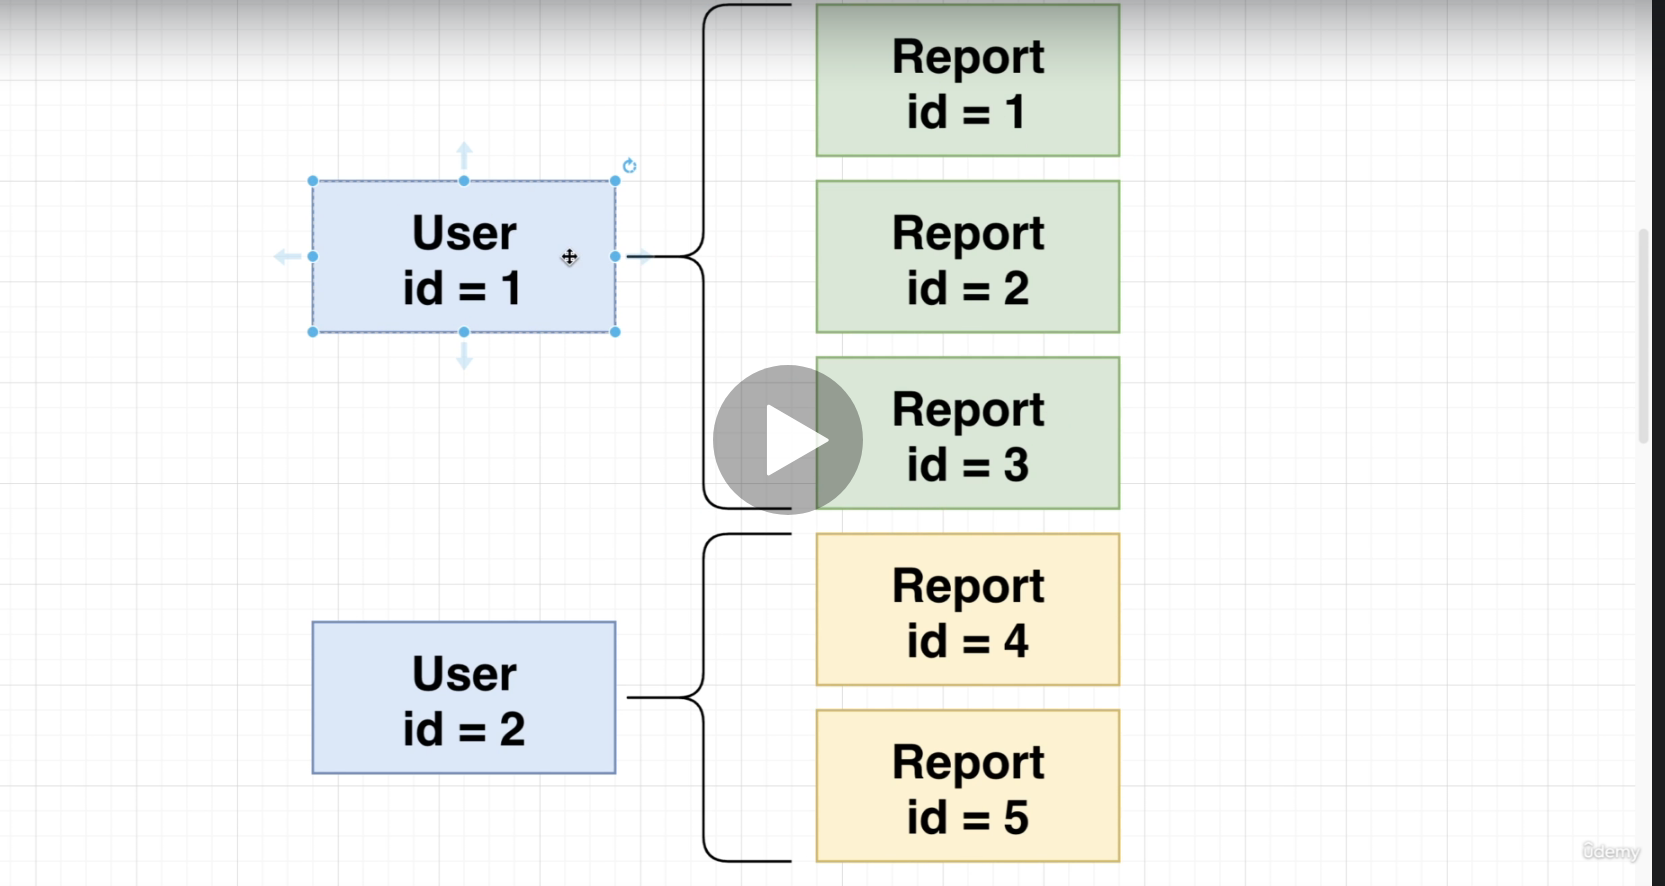 Report
id = 1
User
id = 1
Report
id = 2
Report
id = 3
Report
id = 4
User
id = 2
Report
id = 5
ûdemy